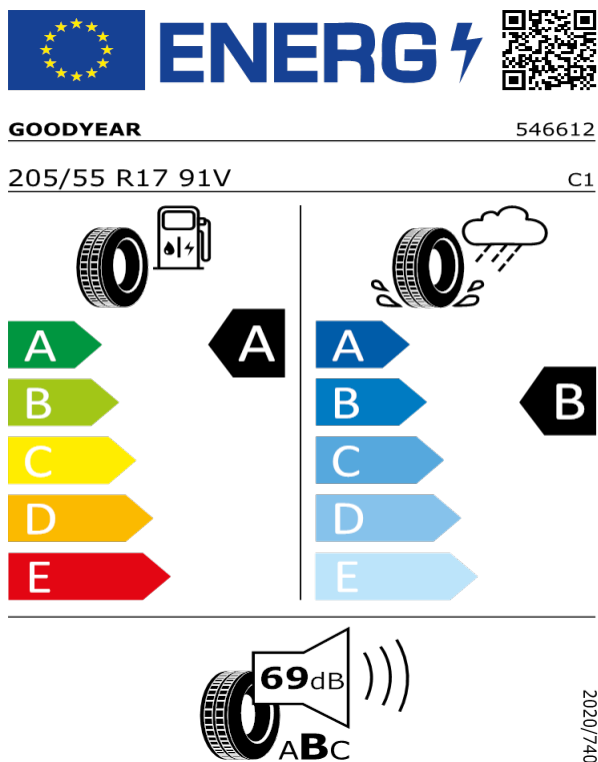 ENERG
GOODYEAR 546612
205/55 R17 91V C1
A A
B
C
D
E
A
B B
C
D
E
69dB
ABC
2020/740